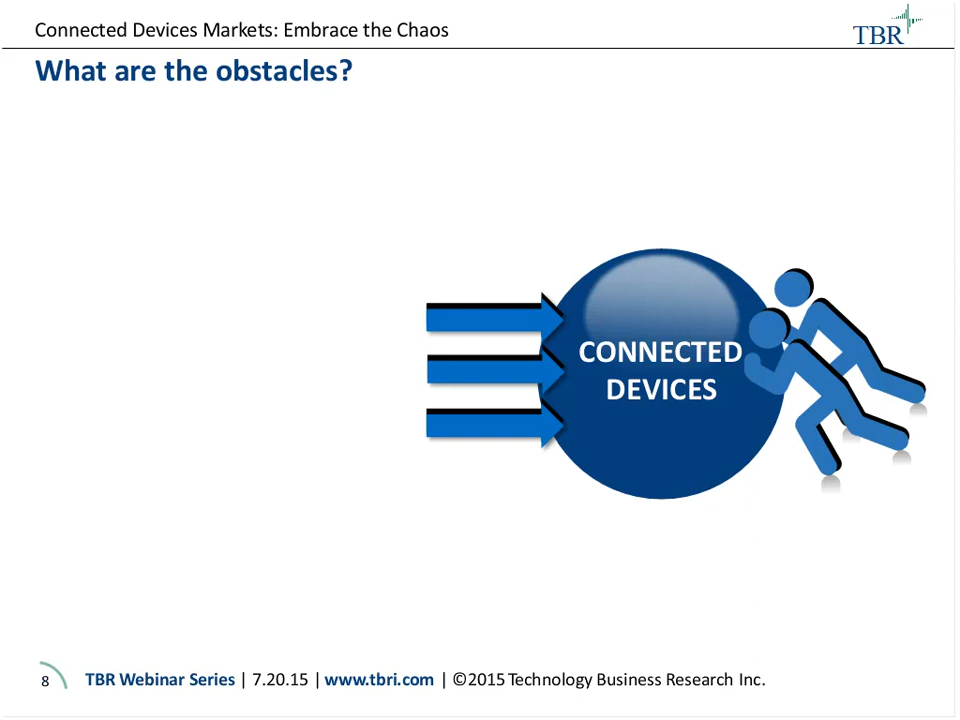 Connected Devices Markets: Embrace the Chaos
TBR
What are the obstacles?
CONNECTED
DEVICES
8
TBR Webinar Series | 7.20.15 | www.tbri.com | ©2015 Technology Business Research Inc.